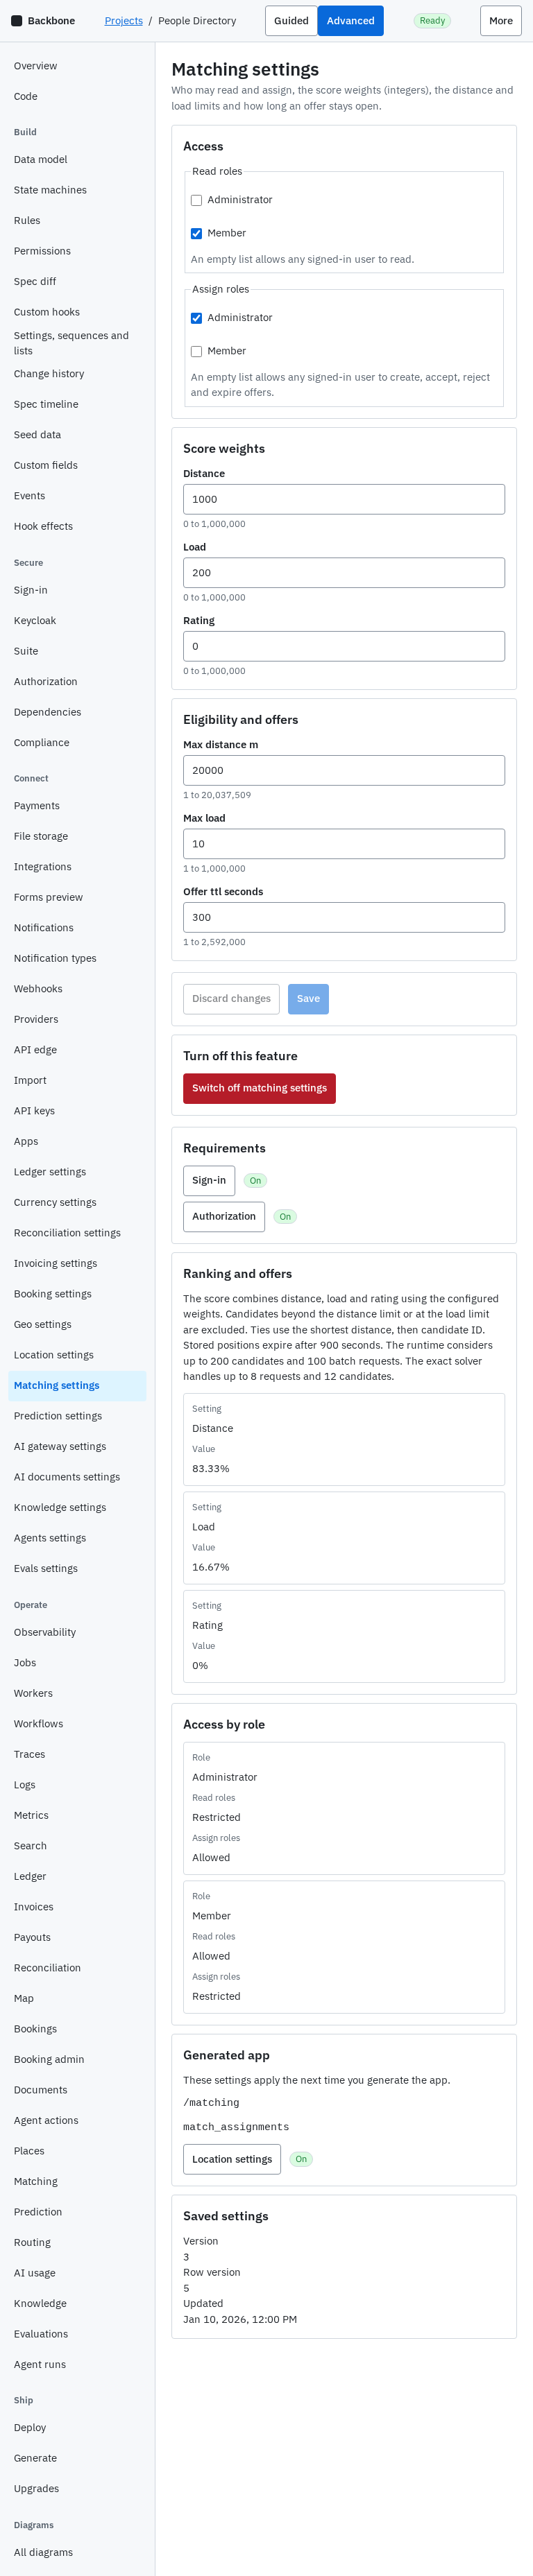 Backbone
Projects / People Directory
Guided
Advanced
Ready
More
Overview
Code
Build
Data model
State machines
Rules
Permissions
Spec diff
Custom hooks
Settings, sequences and
lists
Change history
Spec timeline
Seed data
Custom fields
Events
Hook effects
Secure
Sign-in
Keycloak
Suite
Authorization
Dependencies
Compliance
Connect
Payments
File storage
Integrations
Forms preview
Notifications
Notification types
Webhooks
Providers
API edge
Import
API keys
Apps
Ledger settings
Currency settings
Reconciliation settings
Invoicing settings
Booking settings
Geo settings
Location settings
Matching settings
Prediction settings
AI gateway settings
AI documents settings
Knowledge settings
Agents settings
Evals settings
Operate
Observability
Jobs
Workers
Workflows
Traces
Logs
Metrics
Search
Ledger
Invoices
Payouts
Reconciliation
Map
Bookings
Booking admin
Documents
Agent actions
Places
Matching
Prediction
Routing
AI usage
Knowledge
Evaluations
Agent runs
Ship
Deploy
Generate
Upgrades
Diagrams
All diagrams
Matching settings
Who may read and assign, the score weights (integers), the distance and
load limits and how long an offer stays open.
Access
Read roles
Administrator
Member
An empty list allows any signed-in user to read.
Assign roles
Administrator
Member
An empty list allows any signed-in user to create, accept, reject
and expire offers.
Score weights
Distance
1000
0 to 1,000,000
Load
200
0 to 1,000,000
Rating
0
0 to 1,000,000
Eligibility and offers
Max distance m
20000
1 to 20,037,509
Max load
10
1 to 1,000,000
Offer ttl seconds
300
1 to 2,592,000
Discard changes
Save
Turn off this feature
Switch off matching settings
Requirements
Sign-in
On
Authorization
On
Ranking and offers
The score combines distance, load and rating using the configured
weights. Candidates beyond the distance limit or at the load limit
are excluded. Ties use the shortest distance, then candidate ID.
Stored positions expire after 900 seconds. The runtime considers
up to 200 candidates and 100 batch requests. The exact solver
handles up to 8 requests and 12 candidates.
Setting
Distance
Value
83.33%
Setting
Load
Value
16.67%
Setting
Rating
Value
0%
Access by role
Role
Administrator
Read roles
Restricted
Assign roles
Allowed
Role
Member
Read roles
Allowed
Assign roles
Restricted
Generated app
These settings apply the next time you generate the app.
/matching
match_assignments
Location settings
On
Saved settings
Version
3
Row version
5
Updated
Jan 10, 2026, 12:00 PM